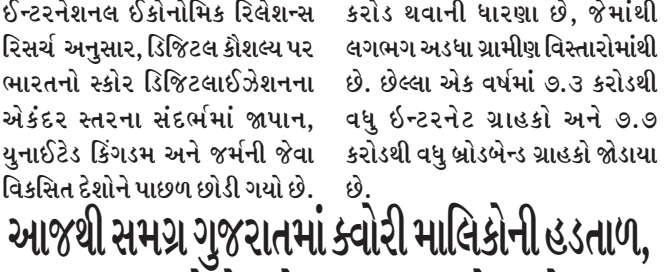 ઈન્ટરનેશનલ ઈકોનોમિક રિલેશન્સ
રિસર્ચ અનુસાર, ડિજિટલ કૌશલ્ય પર
ભારતનો સ્કોર ડિજિટલાઈઝેશનના
એકંદર સ્તરના સંદર્ભમાં જાપાન,
યુનાઈટેડ કિંગડમ અને જર્મની જેવા
વિકસિત દેશોને પાછળ છોડી ગયો છે.
કરોડ થવાની ધારણા છે, જેમાંથી
લગભગ અડધા ગ્રામીણ વિસ્તારોમાંથી
છે. છેલ્લા એક વર્ષમાં ૭.૩ કરોડથી
વધુ ઇન્ટરનેટ ગ્રાહકો અને ૭.૭
કરોડથી વધુ બ્રોડબેન્ડ ગ્રાહકો જોડાયા
છે.
આજથી સમગ્ર ગુજરાતમાં ક્વોરી માલિકોની હડતાળ,